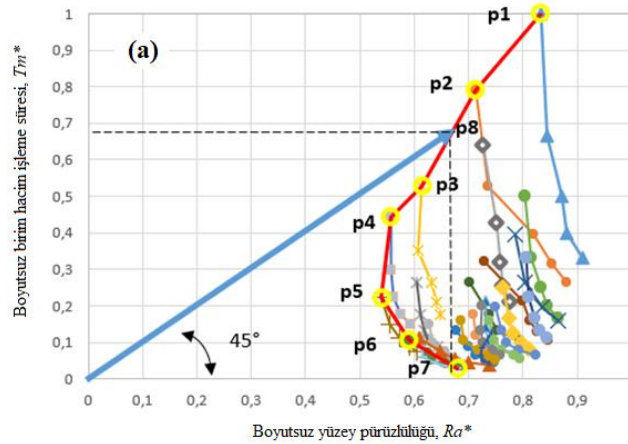 (a)
p1
p2
p8
p3
p4
p5
p6
p7
45°
Boyutsuz birim hacim işleme süresi, Tm*
1
0,9
0,8
0,7
0,6
0,5
0,4
0,3
0,2
0,1
0
0 0,1 0,2 0,3 0,4 0,5 0,6 0,7 0,8 0,9
Boyutsuz yüzey pürüzlülüğü, Ra*